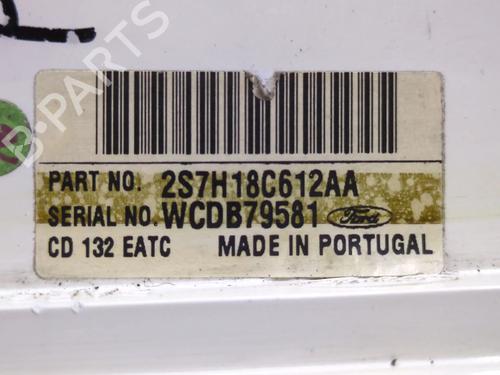 B-PARTS
PART NO. 2S7H18C612AA
SERIAL NO. WCDB79581 Ford
CD 132 EATC MADE IN PORTUGAL